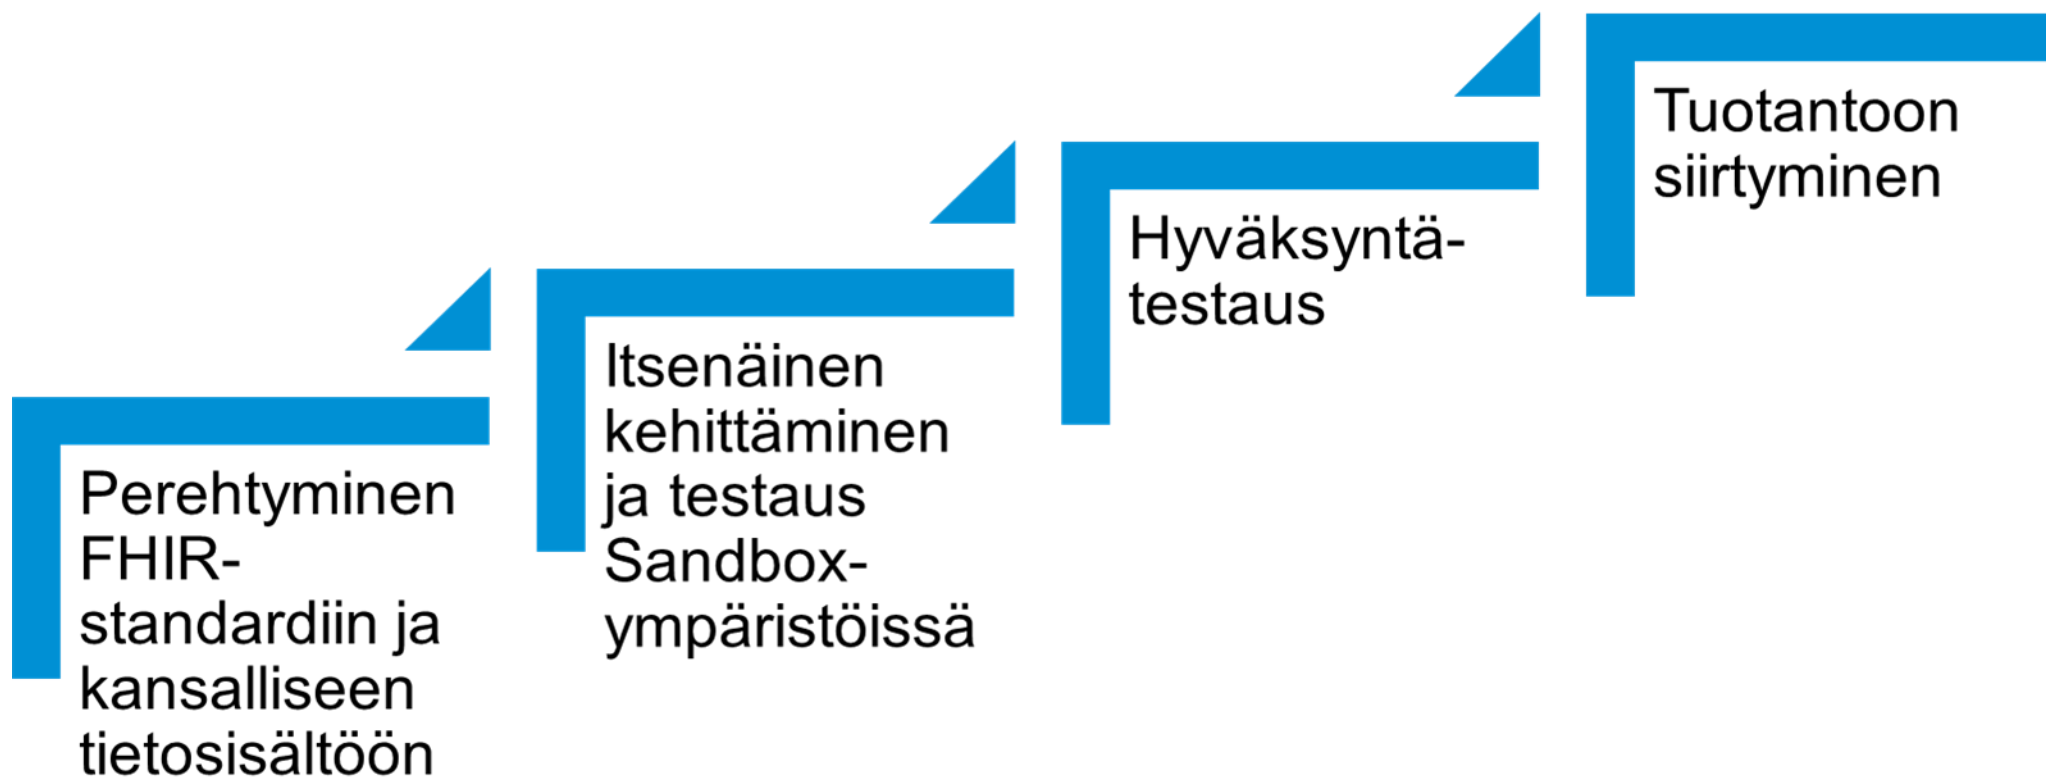 Perehtyminen
FHIR-
standardiin ja
kansalliseen
tietosisältöön
Itsenäinen
kehittäminen
ja testaus
Sandbox-
ympäristöissä
Hyväksyntä-
testaus
Tuotantoon
siirtyminen